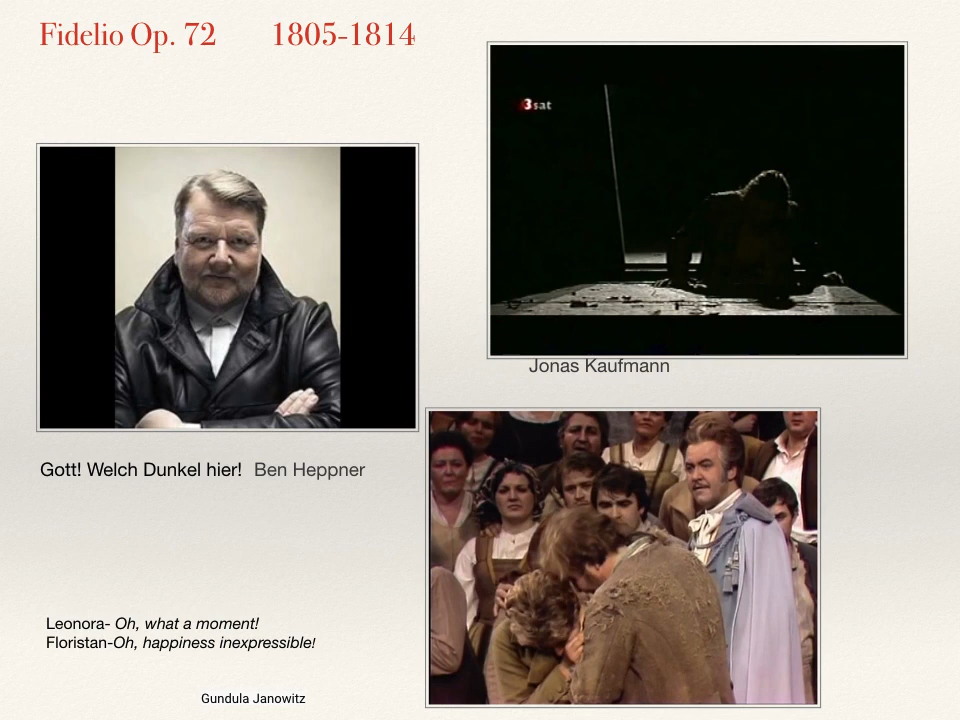 Fidelio Op. 72 1805-1814
3sat
Jonas Kaufmann
Gott! Welch Dunkel hier! Ben Heppner
Leonora- Oh, what a moment!
Floristan-Oh, happiness inexpressible!
Gundula Janowitz